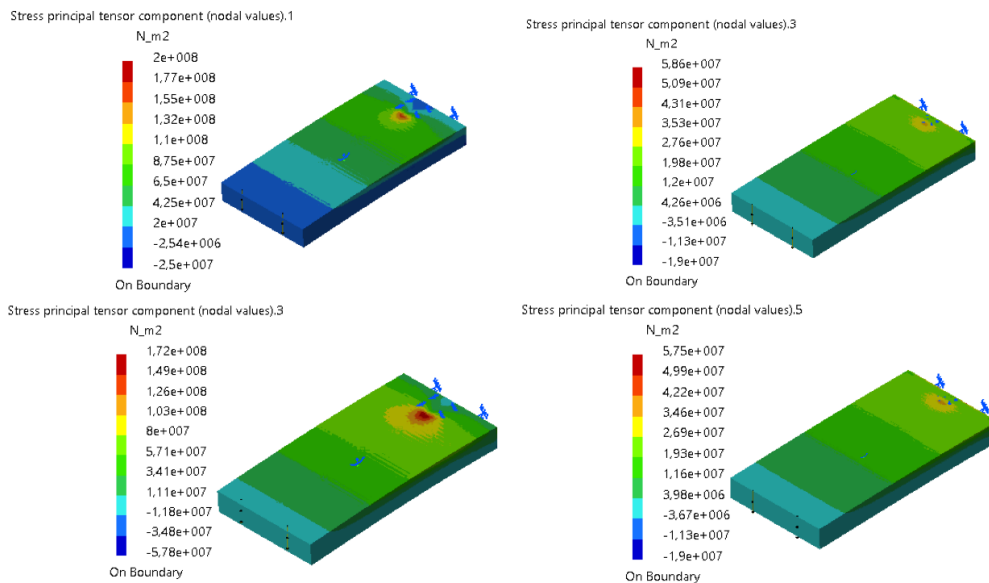 Stress principal tensor component (nodal values).1
N_m2
2e+008
1,77e+008
1,55e+008
1,32e+008
1,1e+008
8,75e+007
6,5e+007
4,25e+007
2e+007
-2,54e+006
-2,5e+007
On Boundary
Stress principal tensor component (nodal values).3
N_m2
5,86e+007
5,09e+007
4,31e+007
3,53e+007
2,76e+007
1,98e+007
1,2e+007
4,26e+006
-3,51e+006
-1,13e+007
-1,9e+007
On Boundary
Stress principal tensor component (nodal values).3
N_m2
1,72e+008
1,49e+008
1,26e+008
1,03e+008
8e+007
5,71e+007
3,41e+007
1,11e+007
-1,18e+007
-3,48e+007
-5,78e+007
On Boundary
Stress principal tensor component (nodal values).5
N_m2
5,75e+007
4,99e+007
4,22e+007
3,46e+007
2,69e+007
1,93e+007
1,16e+007
3,98e+006
-3,67e+006
-1,13e+007
-1,9e+007
On Boundary